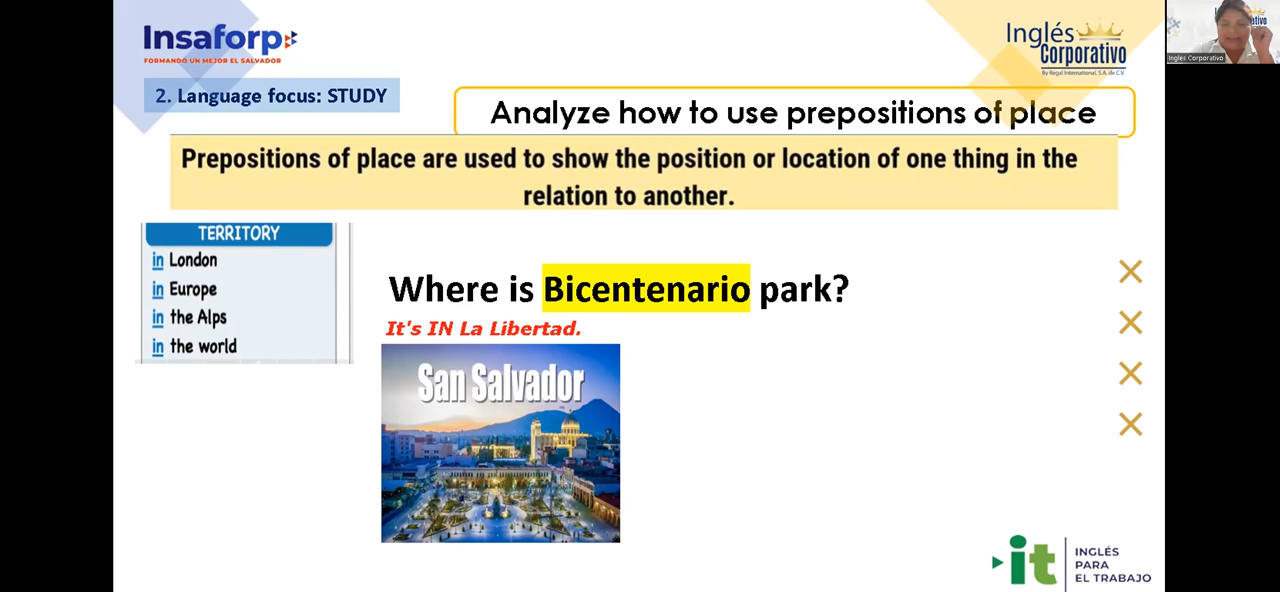 Insaforp
FORMANDO UN MEJOR EL SALVADOR
Inglés
Corporativo
By Regal International, S.A. de C.V.
2. Language focus: STUDY
Analyze how to use prepositions of place
Prepositions of place are used to show the position or location of one thing in the
relation to another.
TERRITORY
in London
in Europe
in the Alps
in the world
Where is Bicentenario park?
It's IN La Libertad.
San Salvador
it
INGLÉS
PARA
EL TRABAJO
Inglés Corporativo